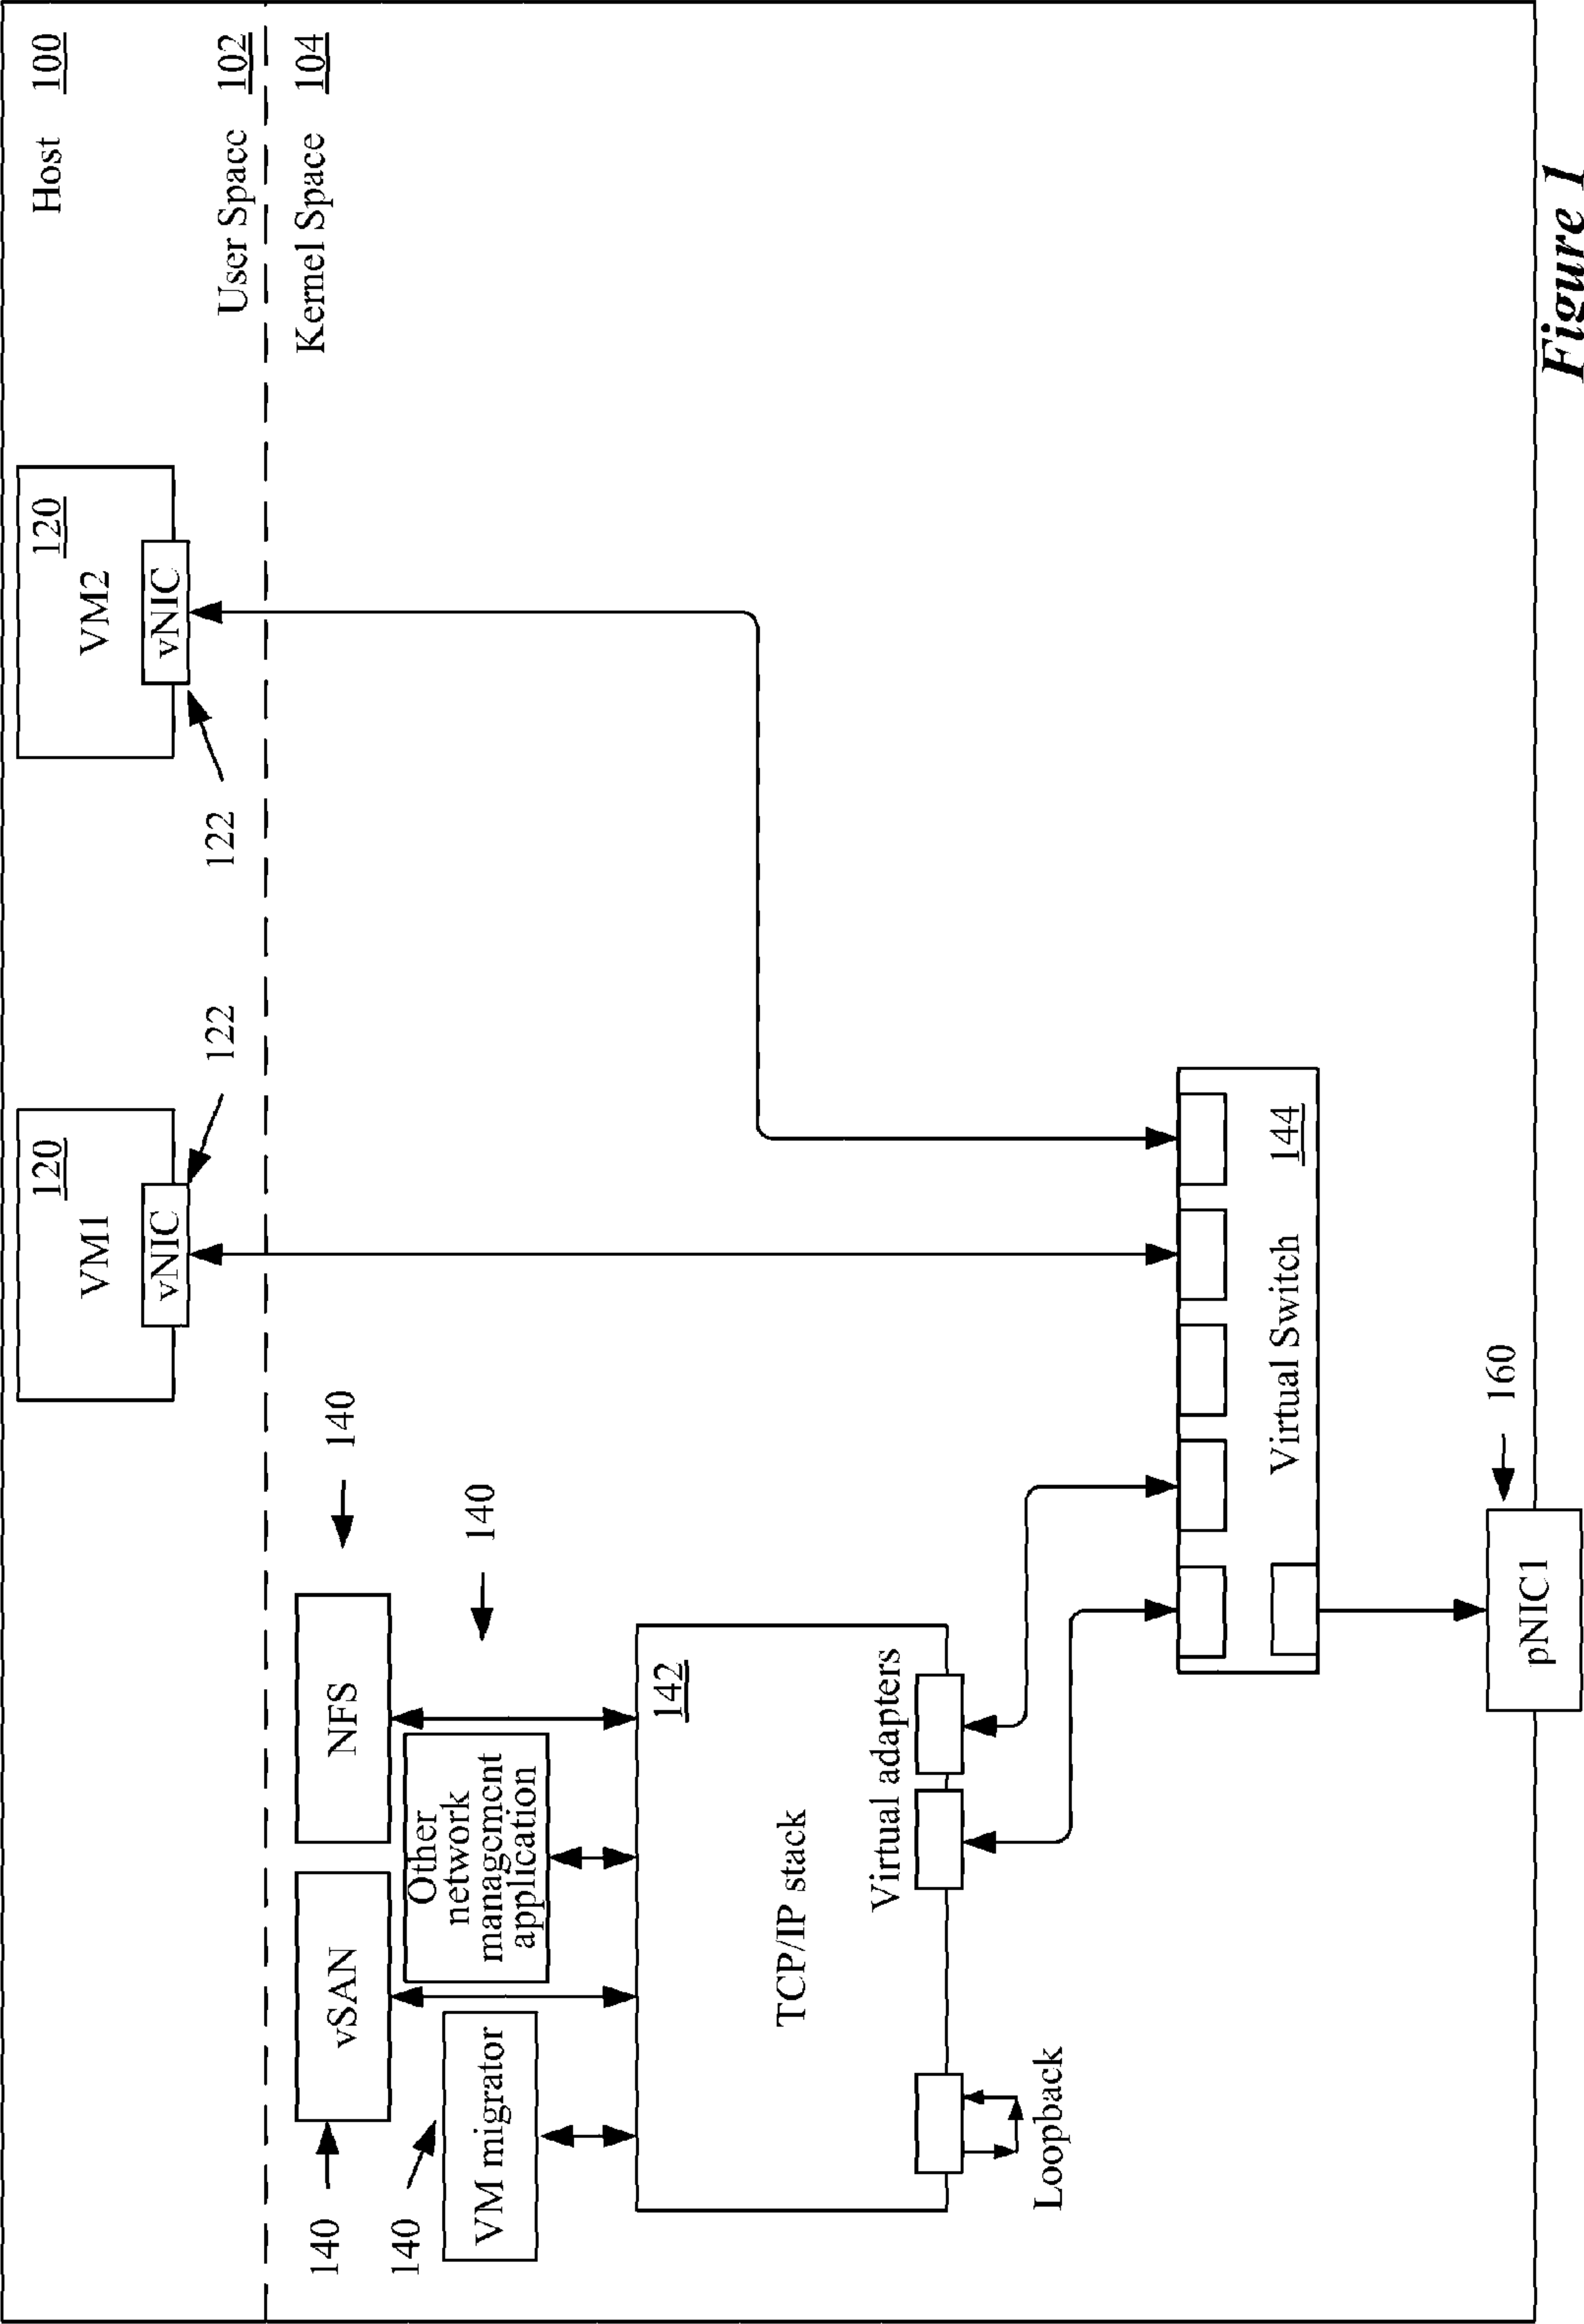 Host 100
120
VM1
vNIC
122
120
VM2
vNIC
122
User Spacc 102
Kernel Space 104
140
vSAN
NFS
140
140
VM migrator
Other
network
managcmcnt
application
140
142
TCP/IP stack
Virtual adapters
Loopback
Virtual Switch
144
pNIC1
160
Figure 1